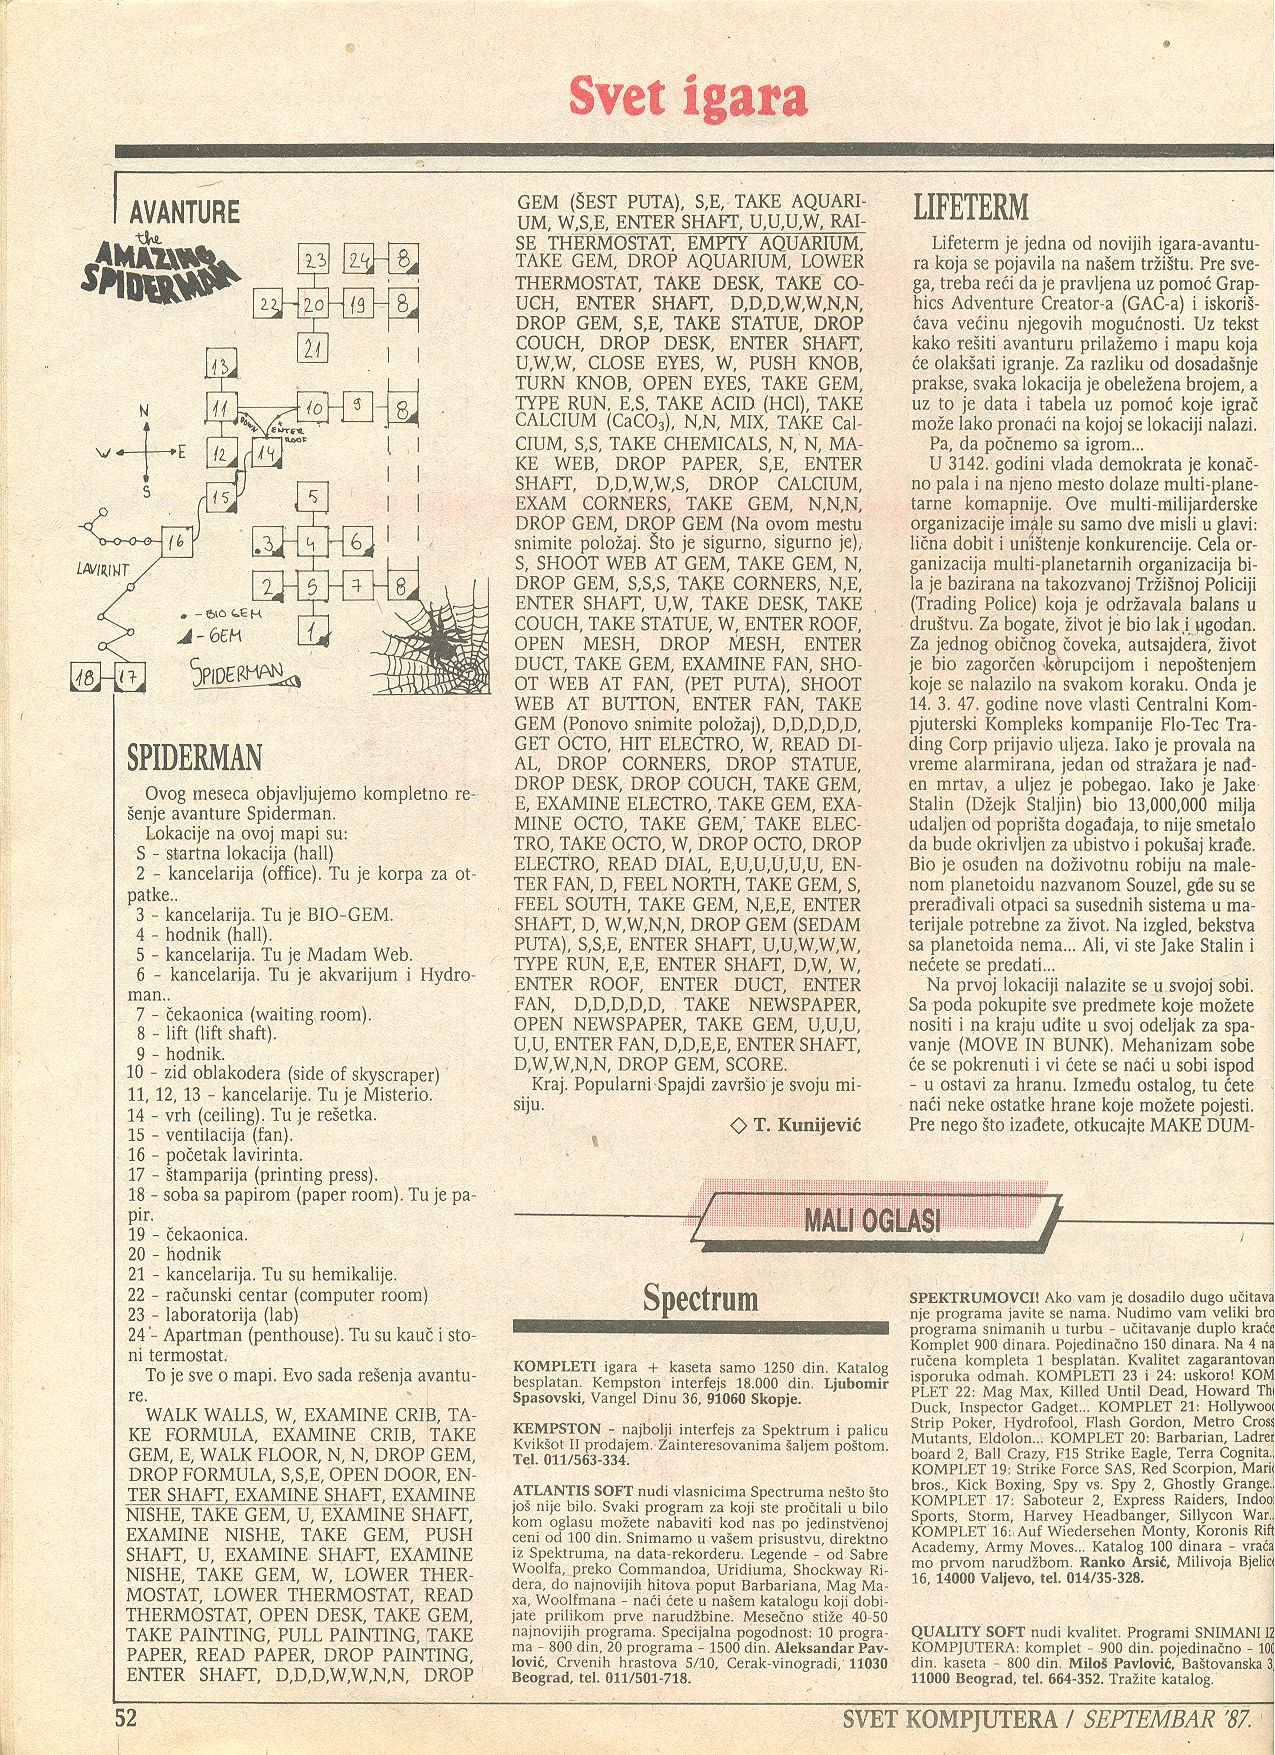 Svet igara
AVANTURE
the
AMAZING
SPIDERMAN
23 24 8
22 20 19 8
21
13
11 10 9 8
DOWN
ENTER
ROOF
N
W E
S
12 14
15
5
16
.3 4 6
LAVIRINT
2 S 7 8
. - BIO GEM
- GEM
1
18 17
SPIDERMAN
SPIDERMAN
Ovog meseca objavljujemo kompletno re-
šenje avanture Spiderman.
Lokacije na ovoj mapi su:
S - startna lokacija (hall)
2 - kancelarija (office). Tu je korpa za ot-
patke..
3 - kancelarija. Tu je BIO-GEM.
4 - hodnik (hall).
5 - kancelarija. Tu je Madam Web.
6 - kancelarija. Tu je akvarijum i Hydro-
man..
7 - čekaonica (waiting room).
8 - lift (lift shaft).
9 - hodnik.
10 - zid oblakodera (side of skyscraper)
11, 12, 13 - kancelarije. Tu je Misterio.
14 - vrh (ceiling). Tu je rešetka.
15 - ventilacija (fan).
16 - početak lavirinta.
17 - štamparija (printing press).
18 - soba sa papirom (paper room). Tu je pa-
pir.
19 - čekaonica.
20 - hodnik
21 - kancelarija. Tu su hemikalije.
22 - računski centar (computer room)
23 - laboratorija (lab)
24 - Apartman (penthouse). Tu su kauč i sto-
ni termostat.
To je sve o mapi. Evo sada rešenja avantu-
re.
WALK WALLS, W, EXAMINE CRIB, TA-
KE FORMULA, EXAMINE CRIB, TAKE
GEM, E, WALK FLOOR, N, N, DROP GEM,
DROP FORMULA, S,S,E, OPEN DOOR, EN-
TER SHAFT, EXAMINE SHAFT, EXAMINE
NISHE, TAKE GEM, U, EXAMINE SHAFT,
EXAMINE NISHE, TAKE GEM, PUSH
SHAFT, U, EXAMINE SHAFT, EXAMINE
NISHE, TAKE GEM, W, LOWER THER-
MOSTAT, LOWER THERMOSTAT, READ
THERMOSTAT, OPEN DESK, TAKE GEM,
TAKE PAINTING, PULL PAINTING, TAKE
PAPER, READ PAPER, DROP PAINTING,
ENTER SHAFT, D,D,D,W,W,N,N, DROP
GEM (ŠEST PUTA), S,E, TAKE AQUARI-
UM, W,S,E, ENTER SHAFT, U,U,U,W, RAI-
SE THERMOSTAT, EMPTY AQUARIUM,
TAKE GEM, DROP AQUARIUM, LOWER
THERMOSTAT, TAKE DESK, TAKE CO-
UCH, ENTER SHAFT, D,D,D,W,W,N,N,
DROP GEM, S,E, TAKE STATUE, DROP
COUCH, DROP DESK, ENTER SHAFT,
U,W,W, CLOSE EYES, W, PUSH KNOB,
TURN KNOB, OPEN EYES, TAKE GEM,
TYPE RUN, E,S, TAKE ACID (HCl), TAKE
CALCIUM (CaCO3), N,N, MIX, TAKE Cal-
CIUM, S,S, TAKE CHEMICALS, N, N, MA-
KE WEB, DROP PAPER, S,E, ENTER
SHAFT, D,D,W,W,S, DROP CALCIUM,
EXAM CORNERS, TAKE GEM, N,N,N,
DROP GEM, DROP GEM (Na ovom mestu
snimite položaj. Što je sigurno, sigurno je),
S, SHOOT WEB AT GEM, TAKE GEM, N,
DROP GEM, S,S,S, TAKE CORNERS, N,E,
ENTER SHAFT, U,W, TAKE DESK, TAKE
COUCH, TAKE STATUE, W, ENTER ROOF,
OPEN MESH, DROP MESH, ENTER
DUCT, TAKE GEM, EXAMINE FAN, SHO-
OT WEB AT FAN, (PET PUTA), SHOOT
WEB AT BUTTON, ENTER FAN, TAKE
GEM (Ponovo snimite položaj), D,D,D,D,D,
GET OCTO, HIT ELECTRO, W, READ DI-
AL, DROP CORNERS, DROP STATUE,
DROP DESK, DROP COUCH, TAKE GEM,
E, EXAMINE ELECTRO, TAKE GEM, EXA-
MINE OCTO, TAKE GEM, TAKE ELEC-
TRO, TAKE OCTO, W, DROP OCTO, DROP
ELECTRO, READ DIAL, E,U,U,U,U,U, EN-
TER FAN, D, FEEL NORTH, TAKE GEM, S,
FEEL SOUTH, TAKE GEM, N,E,E, ENTER
SHAFT, D, W,W,N,N, DROP GEM (SEDAM
PUTA), S,S,E, ENTER SHAFT, U,U,W,W,W,
TYPE RUN, E,E, ENTER SHAFT, D,W, W,
ENTER ROOF, ENTER DUCT, ENTER
FAN, D,D,D,D,D, TAKE NEWSPAPER,
OPEN NEWSPAPER, TAKE GEM, U,U,U,
U,U, ENTER FAN, D,D,E,E, ENTER SHAFT,
D,W,W,N,N, DROP GEM, SCORE.
Kraj. Popularni Spajdi završio je svoju mi-
siju.
◇ T. Kunijević
LIFETERM
Lifeterm je jedna od novijih igara-avantu-
ra koja se pojavila na našem tržištu. Pre sve-
ga, treba reći da je pravljena uz pomoć Grap-
hics Adventure Creator-a (GAC-a) i iskoriš-
ćava većinu njegovih mogućnosti. Uz tekst
kako rešiti avanturu prilažemo i mapu koja
će olakšati igranje. Za razliku od dosadašnje
prakse, svaka lokacija je obeležena brojem, a
uz to je data i tabela uz pomoć koje igrač
može lako pronaći na kojoj se lokaciji nalazi.
Pa, da počnemo sa igrom...
U 3142. godini vlada demokrata je konač-
no pala i na njeno mesto dolaze multi-plane-
tarne komapnije. Ove multi-milijarderske
organizacije imale su samo dve misli u glavi:
lična dobit i uništenje konkurencije. Cela or-
ganizacija multi-planetarnih organizacija bi-
la je bazirana na takozvanoj Tržišnoj Policiji
(Trading Police) koja je održavala balans u
društvu. Za bogate, život je bio lak i ugodan.
Za jednog običnog čoveka, autsajdera, život
je bio zagorčen korupcijom i nepoštenjem
koje se nalazilo na svakom koraku. Onda je
14. 3. 47. godine nove vlasti Centralni Kom-
pjuterski Kompleks kompanije Flo-Tec Tra-
ding Corp prijavio uljeza. Iako je provala na
vreme alarmirana, jedan od stražara je nađ-
en mrtav, a uljez je pobegao. Iako je Jake
Stalin (Džejk Staljin) bio 13,000,000 milja
udaljen od poprišta događaja, to nije smetalo
da bude okrivljen za ubistvo i pokušaj krađe.
Bio je osuđen na doživotnu robiju na male-
nom planetoidu nazvanom Souzel, gde su se
prerađivali otpaci sa susednih sistema u ma-
terijale potrebne za život. Na izgled, bekstva
sa planetoida nema... Ali, vi ste Jake Stalin i
nećete se predati...
Na prvoj lokaciji nalazite se u svojoj sobi.
Sa poda pokupite sve predmete koje možete
nositi i na kraju uđite u svoj odeljak za spa-
vanje (MOVE IN BUNK). Mehanizam sobe
će se pokrenuti i vi ćete se naći u sobi ispod
- u ostavi za hranu. Između ostalog, tu ćete
naći neke ostatke hrane koje možete pojesti.
Pre nego što izađete, otkucajte MAKE DUM-
MALI OGLASI
Spectrum
KOMPLETI igara + kaseta samo 1250 din. Katalog
besplatan. Kempston interfejs 18.000 din. Ljubomir
Spasovski, Vangel Dinu 36, 91060 Skopje.
KEMPSTON - najbolji interfejs za Spektrum i palicu
Kvikšot II prodajem. Zainteresovanima šaljem poštom.
Tel. 011/563-334.
ATLANTIS SOFT nudi vlasnicima Spectruma nešto što
još nije bilo. Svaki program za koji ste pročitali u bilo
kom oglasu možete nabaviti kod nas po jedinstvenoj
ceni od 100 din. Snimamo u vašem prisustvu, direktno
iz Spektruma, na data-rekorderu. Legende - od Sabre
Woolfa, preko Commandoa, Uridiuma, Shockway Ri-
dera, do najnovijih hitova poput Barbariana, Mag Ma-
xa, Woolfmana - naći ćete u našem katalogu koji dobi-
jate prilikom prve narudžbine. Mesečno stiže 40-50
najnovijih programa. Specijalna pogodnost: 10 progra-
ma - 800 din, 20 programa - 1500 din. Aleksandar Pav-
lović, Crvenih hrastova 5/10, Cerak-vinogradi, 11030
Beograd, tel. 011/501-718.
SPEKTRUMOVCI! Ako vam je dosadilo dugo učitava
nje programa javite se nama. Nudimo vam veliki bro
programa snimanih u turbu - učitavanje duplo kraće
Komplet 900 dinara. Pojedinačno 150 dinara. Na 4 na
ručena kompleta 1 besplatan. Kvalitet zagarantovan
isporuka odmah. KOMPLETI 23 i 24: uskoro! KOM
PLET 22: Mag Max, Killed Until Dead, Howard Th
Duck, Inspector Gadget... KOMPLET 21: Hollywoo
Strip Poker, Hydrofool, Flash Gordon, Metro Cross
Mutants, Eldolon... KOMPLET 20: Barbarian, Ladrer
board 2, Ball Crazy, F15 Strike Eagle, Terra Cognita..
KOMPLET 19: Strike Force SAS, Red Scorpion, Mari
bros., Kick Boxing, Spy vs. Spy 2, Ghostly Grange..
KOMPLET 17: Saboteur 2, Express Raiders, Indoo
Sports, Storm, Harvey Headbanger, Sillycon War..
KOMPLET 16: Auf Wiedersehen Monty, Koronis Rift
Academy, Army Moves... Katalog 100 dinara - vraća
mo prvom narudžbom. Ranko Arsić, Milivoja Bjelic
16, 14000 Valjevo, tel. 014/35-328.
QUALITY SOFT nudi kvalitet. Programi SNIMANI IZ
KOMPJUTERA: komplet - 900 din, pojedinačno - 100
din. kaseta - 800 din. Miloš Pavlović, Baštovanska 3,
11000 Beograd, tel. 664-352. Tražite katalog.
52
SVET KOMPJUTERA / SEPTEMBAR '87.